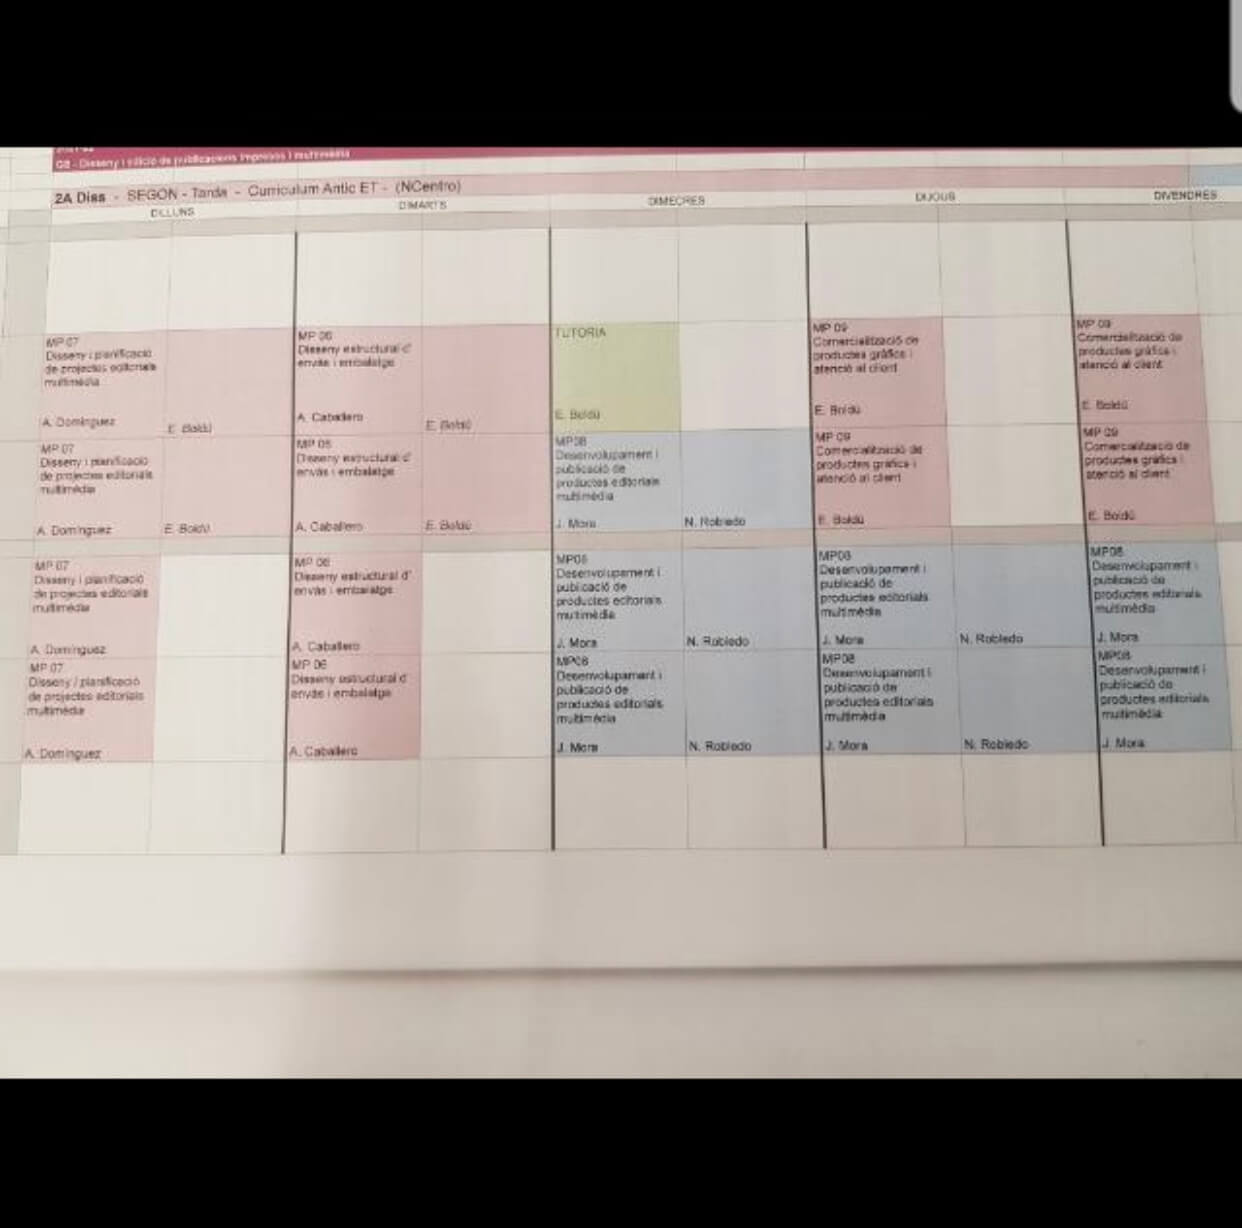 G8 - Disseny i edició de publicacions impreses i multimèdia
2A Diss - SEGON - Tarda - Curriculum Antic ET - (NCentro)
DILLUNS
DIMARTS
DIMECRES
DIJOUS
DIVENDRES
MP 07
Disseny i planificació
de projectes editorials
multimèdia
A. Dominguez
E. Boldú
MP 06
Disseny estructural d'
envàs i embalatge
A. Caballero
E. Boldú
TUTORIA
E. Boldú
MP 09
Comercialització de
productes gràfics i
atenció al client
E. Boldú
MP 09
Comercialització de
productes gràfics i
atenció al client
E. Boldú
MP 07
Disseny i planificació
de projectes editorials
multimèdia
A. Dominguez
E. Boldú
MP 06
Disseny estructural d'
envàs i embalatge
A. Caballero
E. Boldú
MP08
Desenvolupament i
publicació de
productes editorials
multimèdia
J. Mora
N. Robledo
MP 09
Comercialització de
productes gràfics i
atenció al client
E. Boldú
MP 09
Comercialització de
productes gràfics i
atenció al client
E. Boldú
MP 07
Disseny i planificació
de projectes editorials
multimèdia
A. Dominguez
MP 06
Disseny estructural d'
envàs i embalatge
A. Caballero
MP08
Desenvolupament i
publicació de
productes editorials
multimèdia
J. Mora
N. Robledo
MP08
Desenvolupament i
publicació de
productes editorials
multimèdia
J. Mora
N. Robledo
MP08
Desenvolupament i
publicació de
productes editorials
multimèdia
J. Mora
MP 07
Disseny i planificació
de projectes editorials
multimèdia
A. Dominguez
MP 06
Disseny estructural d'
envàs i embalatge
A. Caballero
MP08
Desenvolupament i
publicació de
productes editorials
multimèdia
J. Mora
N. Robledo
MP08
Desenvolupament i
publicació de
productes editorials
multimèdia
J. Mora
N. Robledo
MP08
Desenvolupament i
publicació de
productes editorials
multimèdia
J. Mora